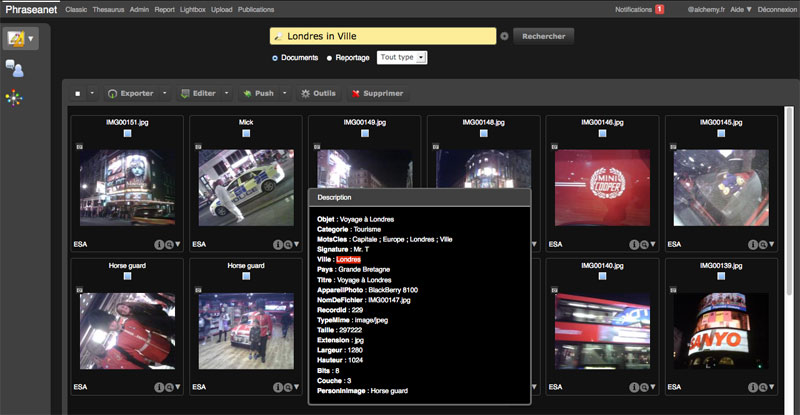 Phraseanet Classic Thesaurus Admin Report Lightbox Upload Publications Notifications 1 @alchemy.fr Aide Déconnexion
Londres in Ville
Rechercher
Documents Reportage Tout type
Exporter Editer Push Outils Supprimer
IMG00151.jpg Mick IMG00149.jpg IMG00148.jpg IMG00146.jpg IMG00145.jpg
MINI
COOPER
ESA ESA ESA ESA
Description
Objet : Voyage à Londres
Categorie : Tourisme
MotsCles : Capitale ; Europe ; Londres ; Ville
Signature : Mr. T
Ville : Londres
Pays : Grande Bretagne
Titre : Voyage à Londres
AppareilPhoto : BlackBerry 8100
NomDeFichier : IMG00147.jpg
RecordId : 229
TypeMime : image/jpeg
Taille : 297222
Extension : jpg
Largeur : 1280
Hauteur : 1024
Bits : 8
Couche : 3
PersonInImage : Horse guard
Horse guard Horse guard IMG00140.jpg IMG00139.jpg
SANYO
ESA ESA ESA ESA